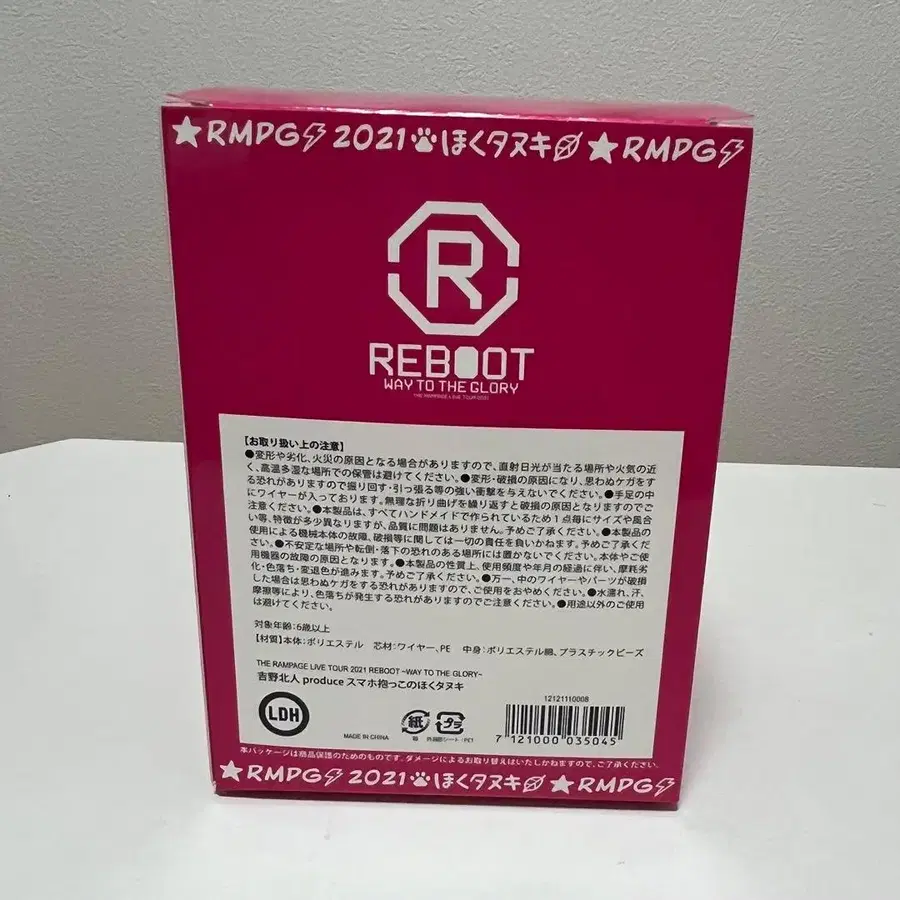 ★RMPG 2021 ほくタヌキ ★RMPG
R
REBOOT
WAY TO THE GLORY
THE RAMPAGE LIVE TOUR 2021
【お取り扱い上の注意】
●変形や劣化、火災の原因となる場合がありますので、直射日光が当たる場所や火気の近
く、高温多湿な場所での保管は避けてください。●変形・破損の原因になり、思わぬケガをす
る恐れがありますので振り回す・引っ張る等の強い衝撃を与えないでください。●手足の中
にワイヤーが入っております。無理な折り曲げを繰り返すと破損の原因となりますのでご
注意ください。●本製品は、すべてハンドメイドで作られているため1点毎にサイズや風合
い等、特徴が多少異なりますが、品質に問題はありません。予めご了承ください。●本製品の
使用による機械本体の故障、破損等に関しては一切の責任を負いかねます。予めご了承くだ
さい。●不安定な場所や転倒・落下の恐れのある場所には置かないでください。本体やご使
用機器の故障の原因となります。●本製品の性質上、使用頻度や年月の経過に伴い、摩耗劣
化・色落ち・変退色が進みます。予めご了承ください。●万一、中のワイヤーやパーツが破損
した場合は思わぬケガをする恐れがありますので、ご使用をおやめください。●水濡れ、汗、
摩擦等により、色落ちが発生する恐れがありますのでご注意ください。●用途以外のご使用
は避けてください。
対象年齢:6歳以上
【材質】本体:ポリエステル 芯材:ワイヤー、PE 中身:ポリエステル綿、プラスチックビーズ
THE RAMPAGE LIVE TOUR 2021 REBOOT ~WAY TO THE GLORY~
吉野北人 produce スマホ抱っこのほくタヌキ
12121110008
LDH
MADE IN CHINA
紙
箱
プラ
外面窓シート:PET
7 121000 035045
本パッケージは商品保護のためのものです。ダメージによるお取り替えはいたしかねますので、ご了承ください。
★RMPG 2021 ほくタヌキ ★RMPG